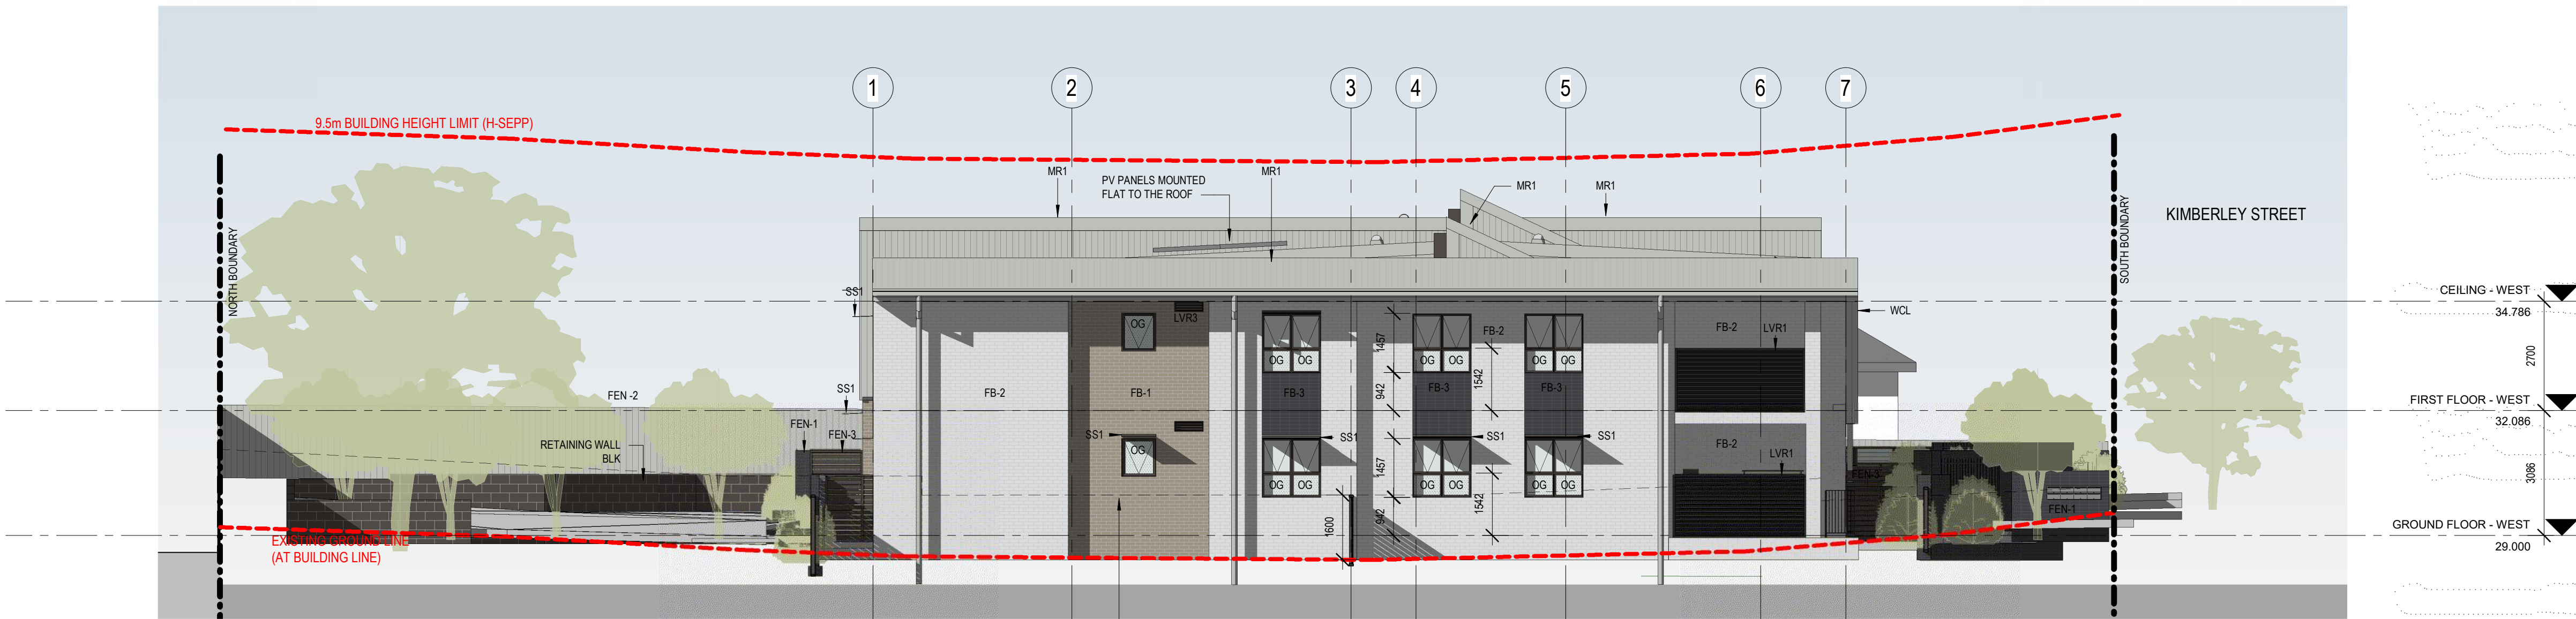 1
2
3
4
5
6
7
9.5m BUILDING HEIGHT LIMIT (H-SEPP)
MR1
PV PANELS MOUNTED
FLAT TO THE ROOF
MR1
MR1
MR1
KIMBERLEY STREET
NORTH BOUNDARY
SOUTH BOUNDARY
SS1
OG
LVR3
WCL
CEILING - WEST
34.786
FB-2
LVR1
FB-2
1457
OG OG
OG OG
OG OG
2700
FEN -2
SS1
FB-2
FB-1
FB-3
942
FB-3
1542
FB-3
FIRST FLOOR - WEST
32.086
FEN-1
FEN-3
RETAINING WALL
BLK
SS1
OG
SS1
SS1
SS1
FB-2
LVR1
1457
OG OG
OG OG
OG OG
FEN-3
3086
942
1542
1600
FEN-1
GROUND FLOOR - WEST
29.000
EXISTING GROUND LINE
(AT BUILDING LINE)